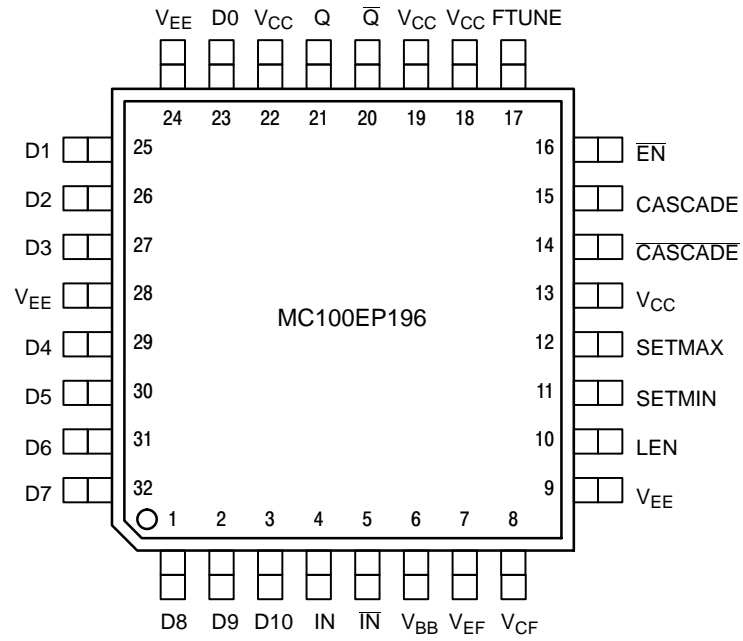 VEE D0 VCC Q Q̅ VCC VCC FTUNE
24 23 22 21 20 19 18 17
D1 25 16 E̅N̅
D2 26 15 CASCADE
D3 27 14 C̅A̅S̅C̅A̅D̅E̅
VEE 28 13 VCC
MC100EP196
D4 29 12 SETMAX
D5 30 11 SETMIN
D6 31 10 LEN
D7 32 9 VEE
1 2 3 4 5 6 7 8
D8 D9 D10 IN I̅N̅ VBB VEF VCF